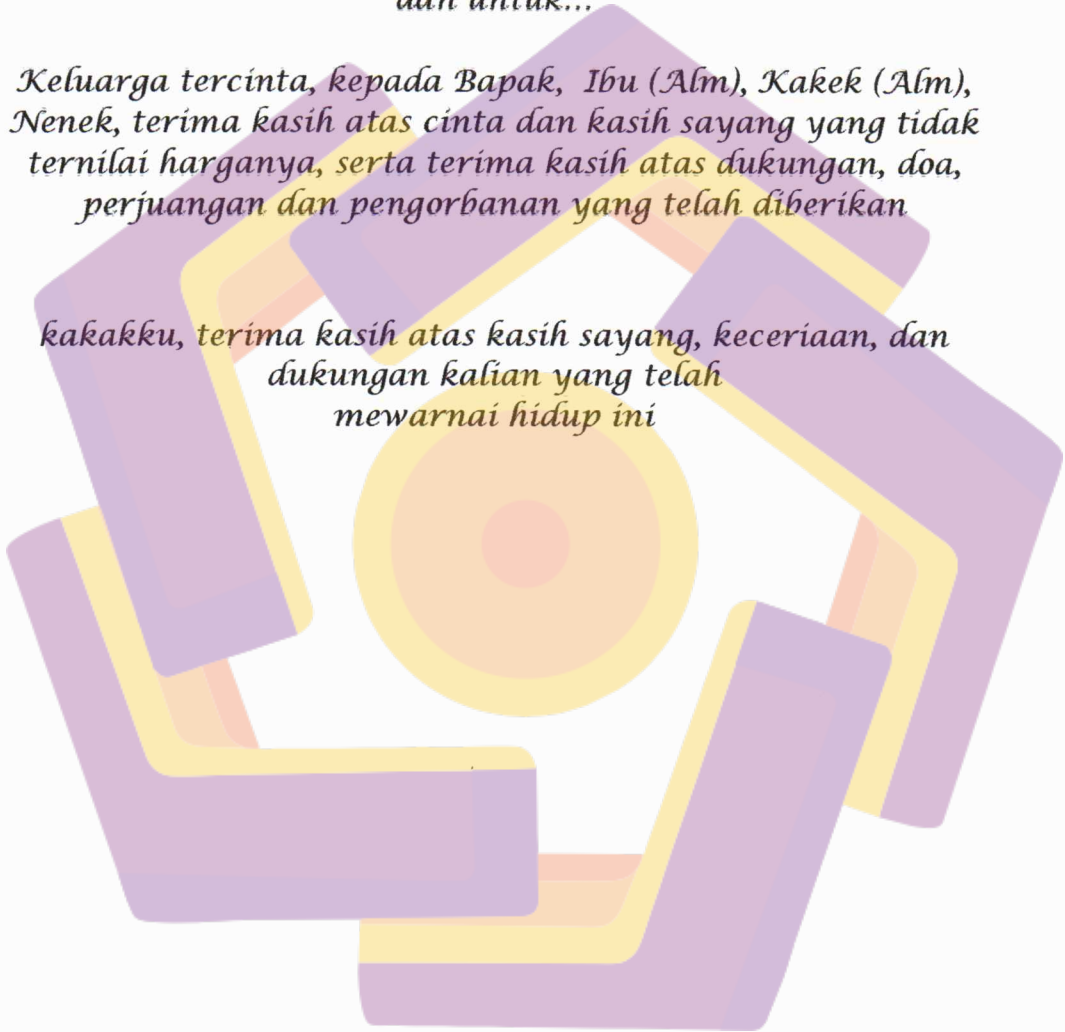 dan untuk...
Keluarga tercinta, kepada Bapak, Ibu (Alm), Kakek (Alm),
Nenek, terima kasih atas cinta dan kasih sayang yang tidak
ternilai harganya, serta terima kasih atas dukungan, doa,
perjuangan dan pengorbanan yang telah diberikan
kakakku, terima kasih atas kasih sayang, keceriaan, dan
dukungan kalian yang telah
mewarnai hidup ini